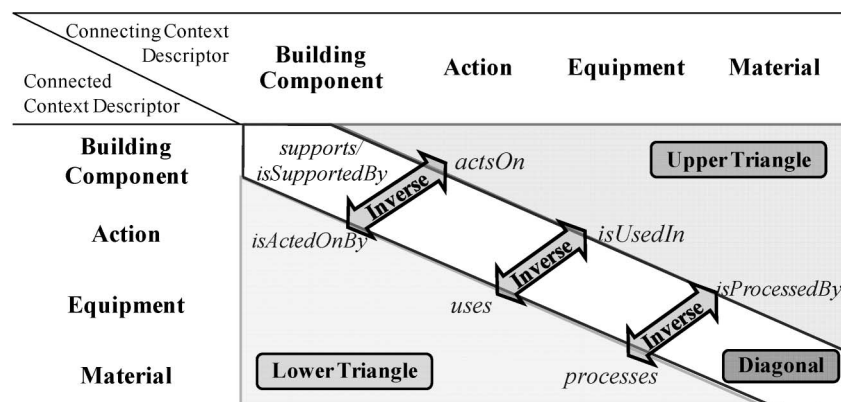 Connecting Context
Descriptor
Connected
Context Descriptor
Building
Component
Action
Equipment
Material
Building
Component
supports/
isSupportedBy
actsOn
Upper Triangle
Inverse
Action
isActedOnBy
isUsedIn
Inverse
Equipment
uses
isProcessedBy
Inverse
Material
Lower Triangle
processes
Diagonal